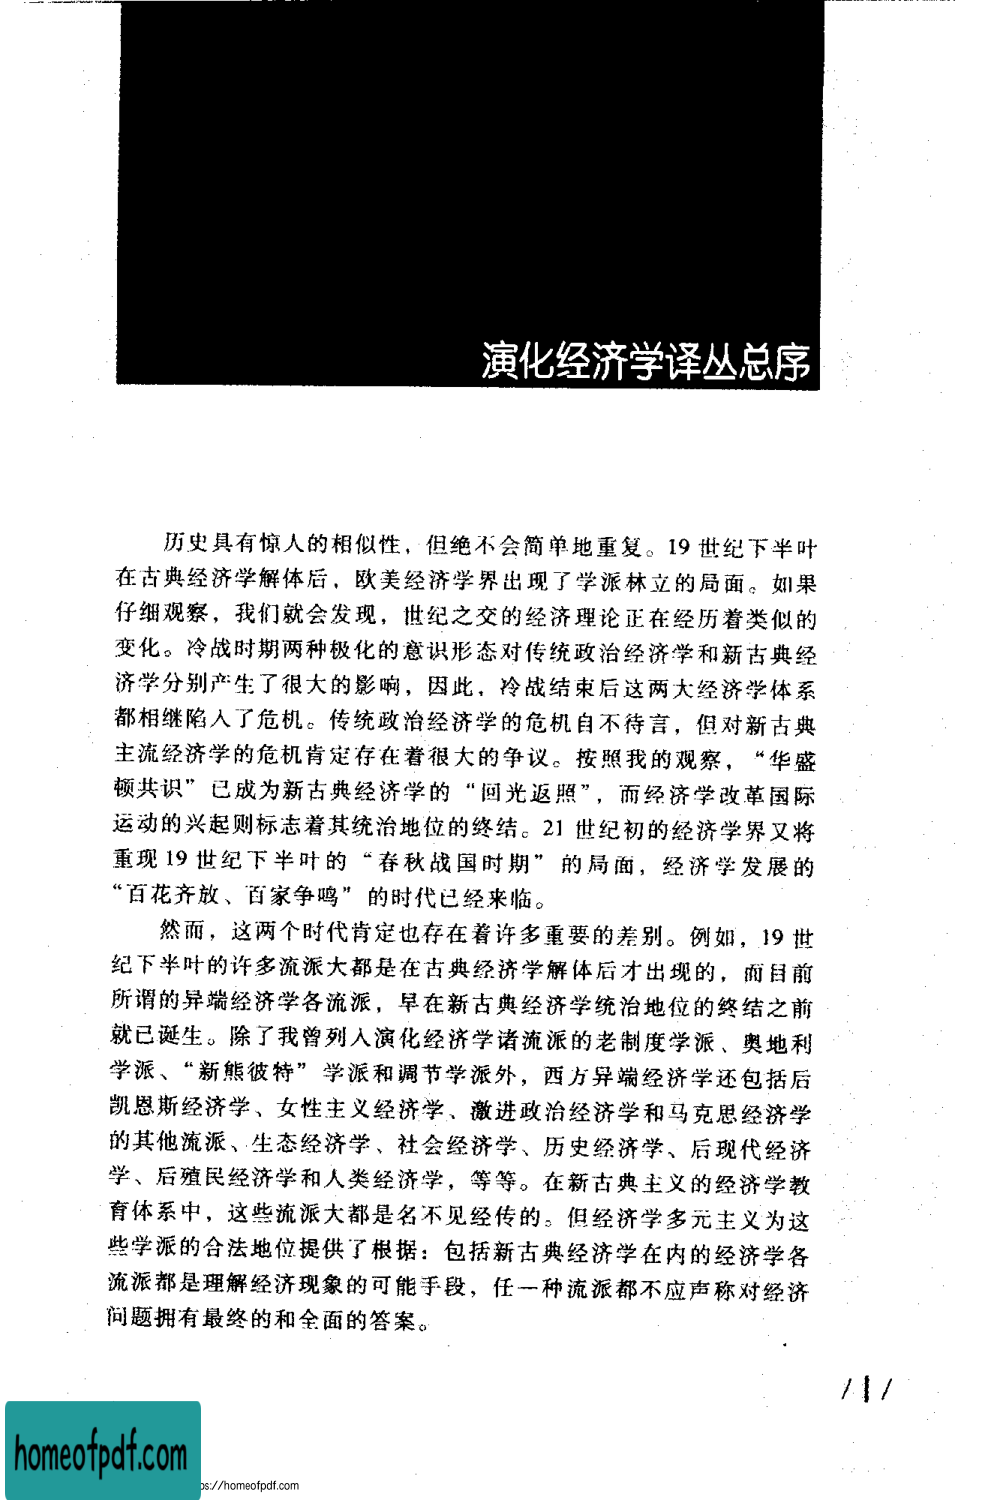 演化经济学译丛总序
历史具有惊人的相似性，但绝不会简单地重复。19 世纪下半叶
在古典经济学解体后，欧美经济学界出现了学派林立的局面。如果
仔细观察，我们就会发现，世纪之交的经济理论正在经历着类似的
变化。冷战时期两种极化的意识形态对传统政治经济学和新古典经
济学分别产生了很大的影响，因此，冷战结束后这两大经济学体系
都相继陷入了危机。传统政治经济学的危机自不待言，但对新古典
主流经济学的危机肯定存在着很大的争议。按照我的观察，“华盛
顿共识”已成为新古典经济学的“回光返照”，而经济学改革国际
运动的兴起则标志着其统治地位的终结。21 世纪初的经济学界又将
重现 19 世纪下半叶的“春秋战国时期”的局面，经济学发展的
“百花齐放、百家争鸣”的时代已经来临。
然而，这两个时代肯定也存在着许多重要的差别。例如，19 世
纪下半叶的许多流派大都是在古典经济学解体后才出现的，而目前
所谓的异端经济学各流派，早在新古典经济学统治地位的终结之前
就已诞生。除了我曾列入演化经济学诸流派的老制度学派、奥地利
学派、“新熊彼特”学派和调节学派外，西方异端经济学还包括后
凯恩斯经济学、女性主义经济学、激进政治经济学和马克思经济学
的其他流派、生态经济学、社会经济学、历史经济学、后现代经济
学、后殖民经济学和人类经济学，等等。在新古典主义的经济学教
育体系中，这些流派大都是名不见经传的。但经济学多元主义为这
些学派的合法地位提供了根据：包括新古典经济学在内的经济学各
流派都是理解经济现象的可能手段，任一种流派都不应声称对经济
问题拥有最终的和全面的答案。
/ 1 /
homeofpdf.com
ps://homeofpdf.com